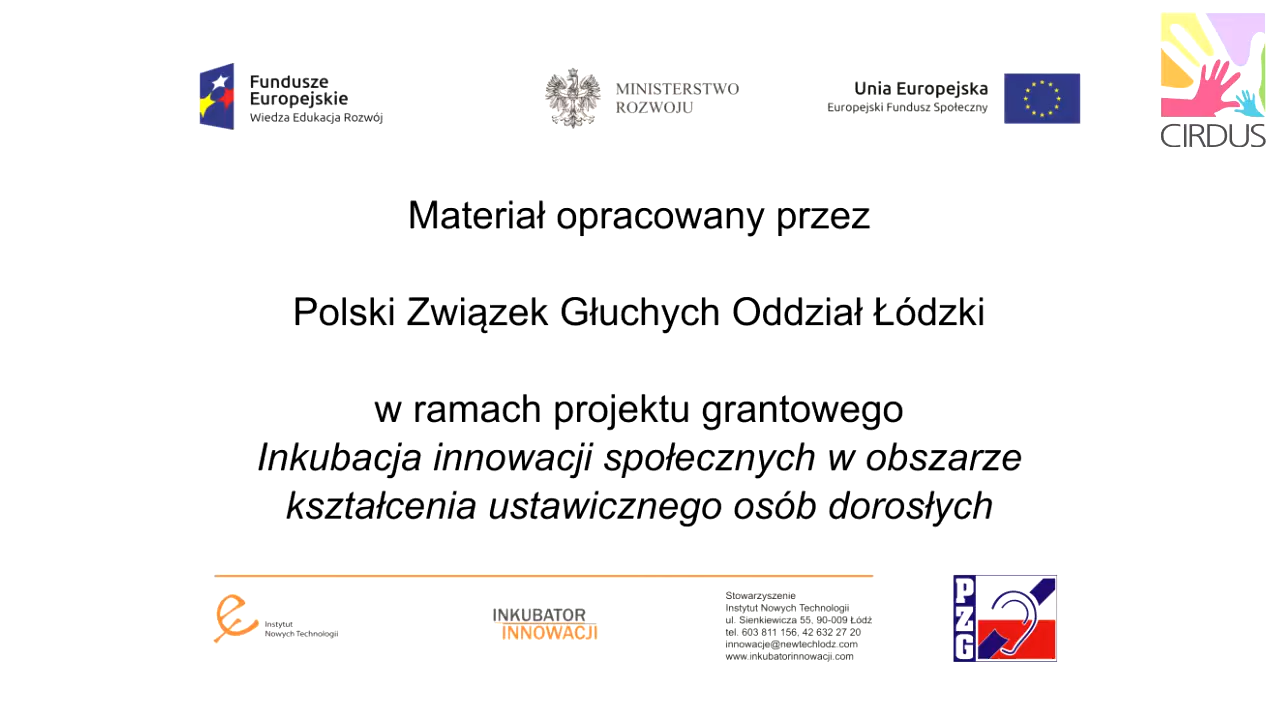 Fundusze
Europejskie
Wiedza Edukacja Rozwój
MINISTERSTWO
ROZWOJU
Unia Europejska
Europejski Fundusz Społeczny
CIRDUS
Materiał opracowany przez
Polski Związek Głuchych Oddział Łódzki
w ramach projektu grantowego
Inkubacja innowacji społecznych w obszarze
kształcenia ustawicznego osób dorosłych
Instytut
Nowych Technologii
INKUBATOR
INNOWACJI
Stowarzyszenie
Instytut Nowych Technologii
ul. Sienkiewicza 55, 90-009 Łódź
tel. 603 811 156, 42 632 27 20
innowacje@newtechlodz.com
www.inkubatorinnowacji.com
PZG